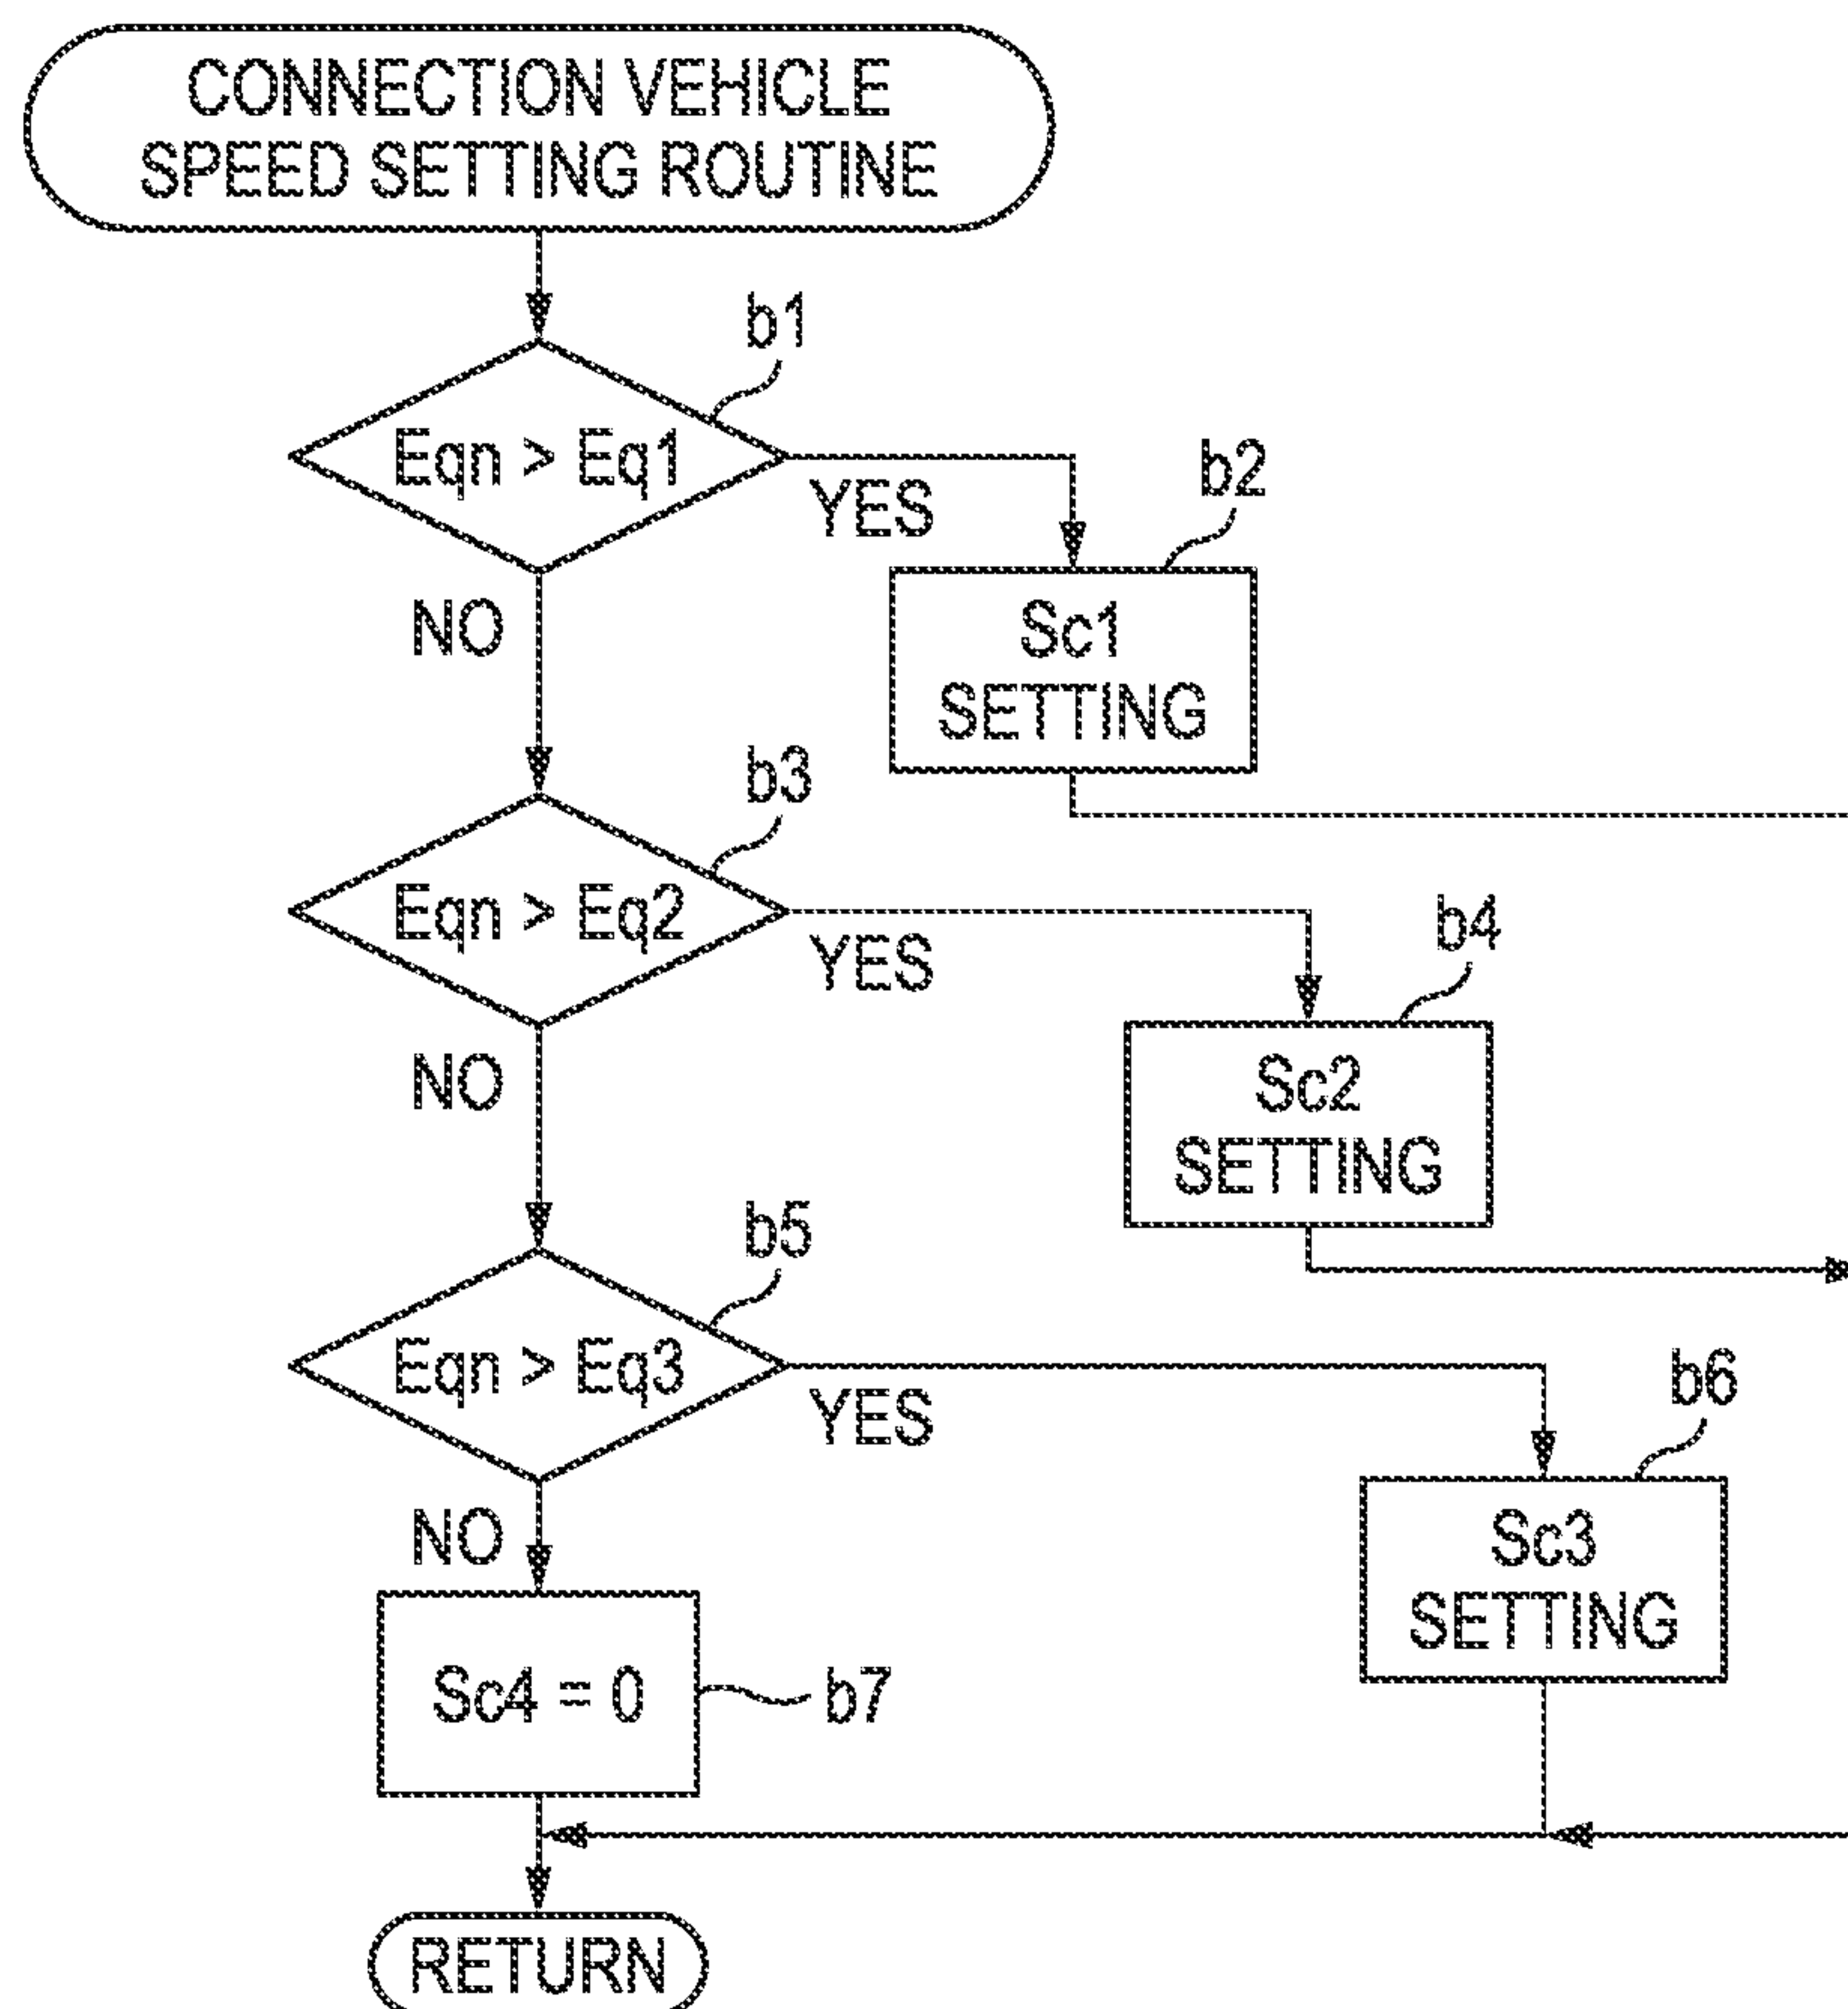 CONNECTION VEHICLE
SPEED SETTING ROUTINE
b1
Eqn > Eq1
YES
b2
NO
Sc1
SETTING
b3
Eqn > Eq2
YES
b4
NO
Sc2
SETTING
b5
Eqn > Eq3
YES
b6
NO
Sc3
SETTING
Sc4 = 0
b7
RETURN